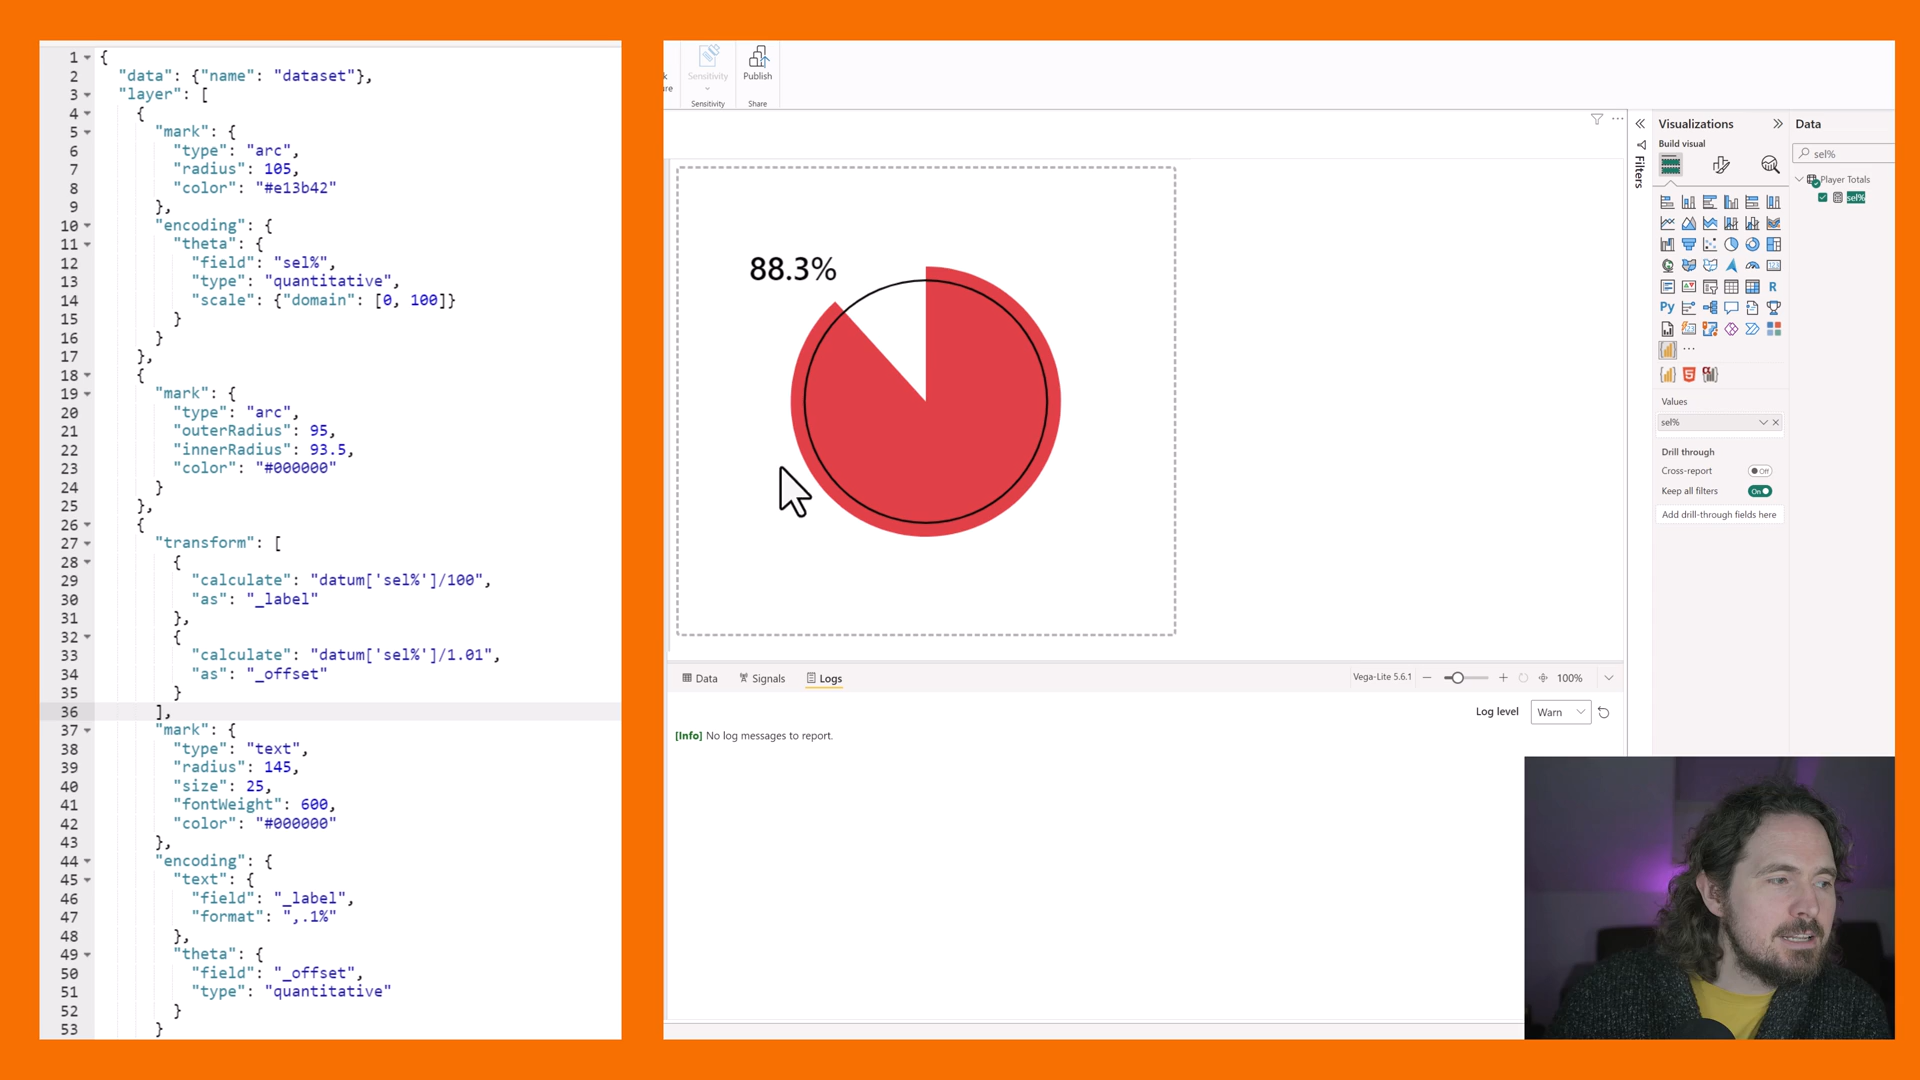 1 {
2 "data": {"name": "dataset"},
3 "layer": [
4 {
5 "mark": {
6 "type": "arc",
7 "radius": 105,
8 "color": "#e13b42"
9 },
10 "encoding": {
11 "theta": {
12 "field": "sel%",
13 "type": "quantitative",
14 "scale": {"domain": [0, 100]}
15 }
16 }
17 },
18 {
19 "mark": {
20 "type": "arc",
21 "outerRadius": 95,
22 "innerRadius": 93.5,
23 "color": "#000000"
24 }
25 },
26 {
27 "transform": [
28 {
29 "calculate": "datum['sel%']/100",
30 "as": "_label"
31 },
32 {
33 "calculate": "datum['sel%']/1.01",
34 "as": "_offset"
35 }
36 ],
37 "mark": {
38 "type": "text",
39 "radius": 145,
40 "size": 25,
41 "fontWeight": 600,
42 "color": "#000000"
43 },
44 "encoding": {
45 "text": {
46 "field": "_label",
47 "format": ",.1%"
48 },
49 "theta": {
50 "field": "_offset",
51 "type": "quantitative"
52 }
53 }
k
re
Sensitivity
Sensitivity
Publish
Share
88.3%
Data
Signals
Logs
Vega-Lite 5.6.1
100%
Log level
Warn
[Info] No log messages to report.
Filters
Visualizations
Build visual
Py
R
Values
sel%
Drill through
Cross-report
Off
Keep all filters
On
Add drill-through fields here
Data
sel%
Player Totals
sel%